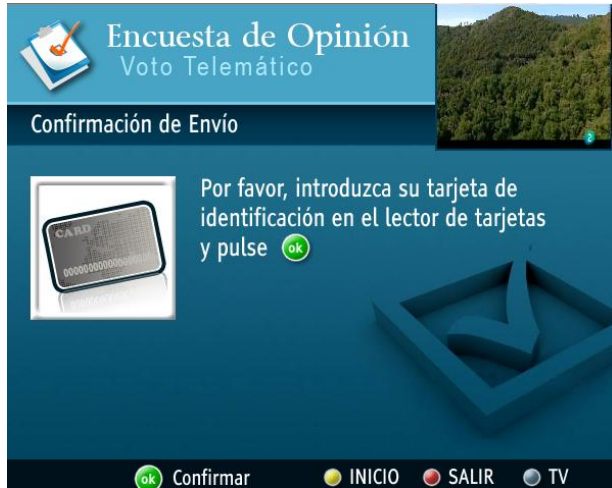 Encuesta de Opinión
Voto Telemático
Confirmación de Envío
2
CARD
Por favor, introduzca su tarjeta de
identificación en el lector de tarjetas
y pulse ok
ok Confirmar INICIO SALIR TV